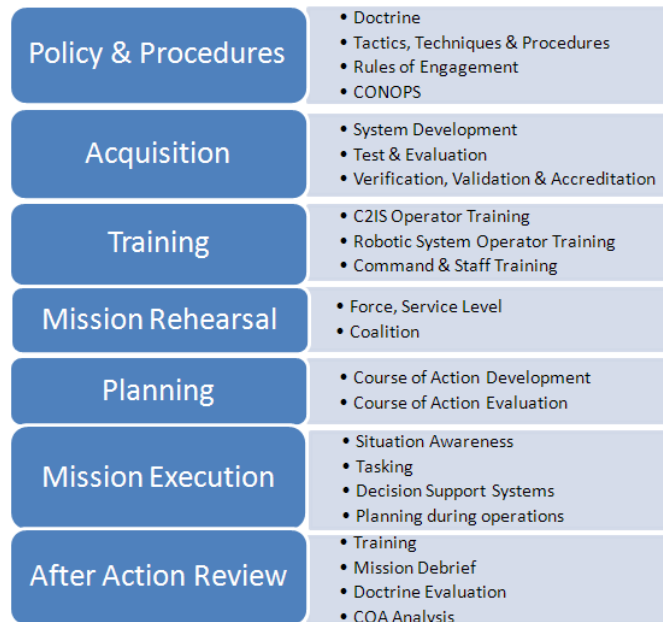 Policy & Procedures
• Doctrine
• Tactics, Techniques & Procedures
• Rules of Engagement
• CONOPS
Acquisition
• System Development
• Test & Evaluation
• Verification, Validation & Accreditation
Training
• C2IS Operator Training
• Robotic System Operator Training
• Command & Staff Training
Mission Rehearsal
• Force, Service Level
• Coalition
Planning
• Course of Action Development
• Course of Action Evaluation
Mission Execution
• Situation Awareness
• Tasking
• Decision Support Systems
• Planning during operations
After Action Review
• Training
• Mission Debrief
• Doctrine Evaluation
• COA Analysis